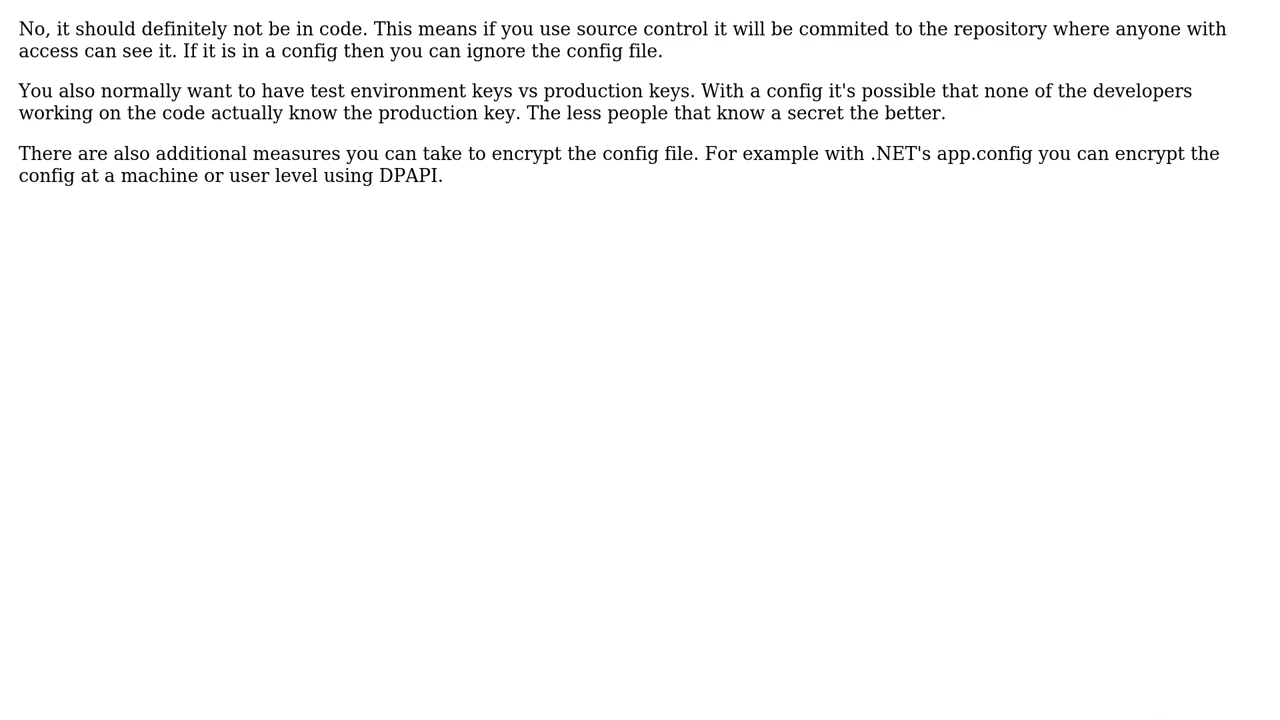 No, it should definitely not be in code. This means if you use source control it will be commited to the repository where anyone with
access can see it. If it is in a config then you can ignore the config file.
You also normally want to have test environment keys vs production keys. With a config it's possible that none of the developers
working on the code actually know the production key. The less people that know a secret the better.
There are also additional measures you can take to encrypt the config file. For example with .NET's app.config you can encrypt the
config at a machine or user level using DPAPI.